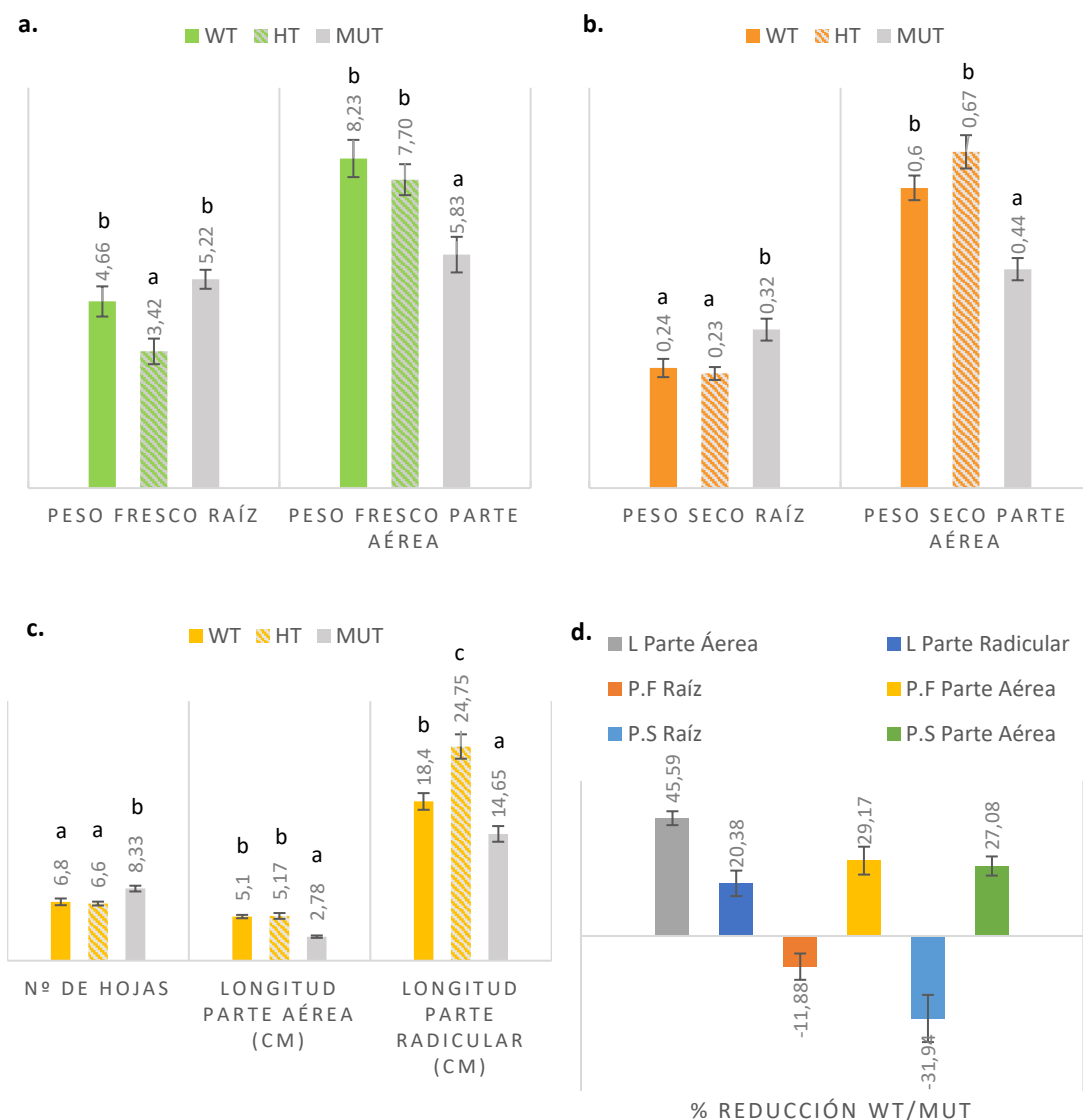 a.
WT HT MUT
b b
8,23 7,70
b b a
4,66 a 5,22 5,83
3,42
PESO FRESCO RAÍZ PESO FRESCO PARTE
AÉREA
b.
WT HT MUT
b
b 0,67
0,6 a
b 0,44
a a 0,32
0,24 0,23
PESO SECO RAÍZ PESO SECO PARTE
AÉREA
c.
WT HT MUT
c
24,75
b a
18,4 14,65
a a b b b a
6,8 6,6 8,33 5,1 5,17 2,78
Nº DE HOJAS LONGITUD LONGITUD
PARTE AÉREA PARTE
(CM) RADICULAR
(CM)
d.
L Parte Áerea L Parte Radicular
P.F Raíz P.F Parte Aérea
P.S Raíz P.S Parte Aérea
45,59 20,38 -11,88 29,17 -31,94 27,08
% REDUCCIÓN WT/MUT